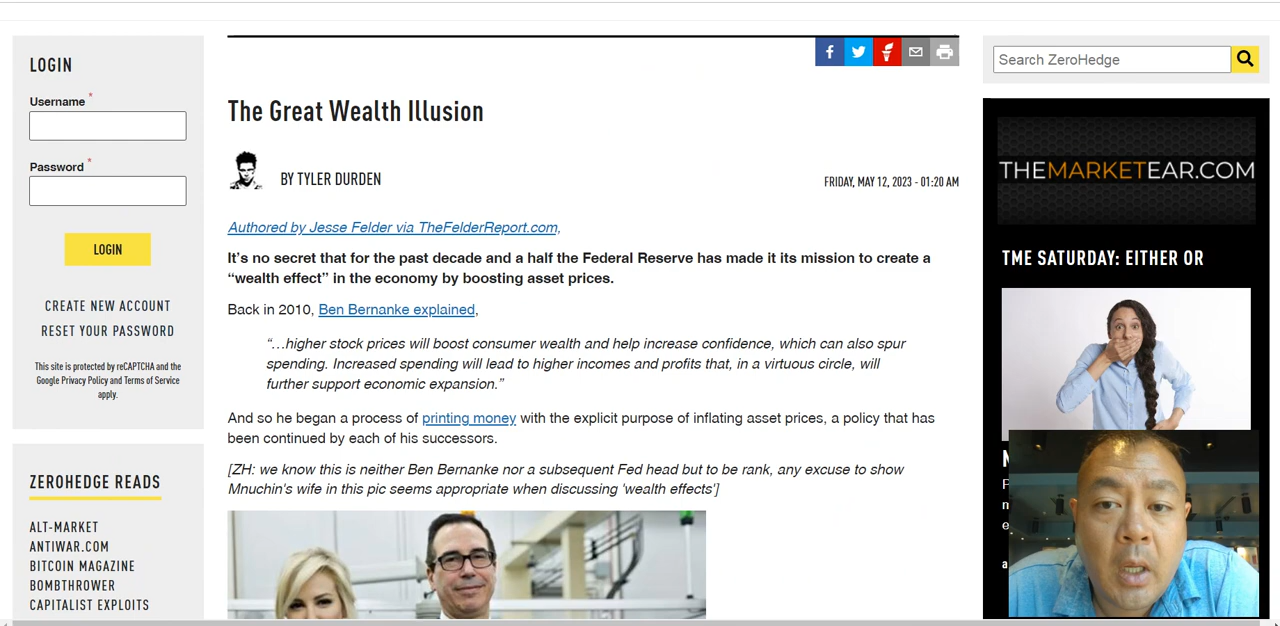 LOGIN
Username *
Password *
LOGIN
CREATE NEW ACCOUNT
RESET YOUR PASSWORD
This site is protected by reCAPTCHA and the
Google Privacy Policy and Terms of Service
apply.
ZEROHEDGE READS
ALT-MARKET
ANTIWAR.COM
BITCOIN MAGAZINE
BOMBTHROWER
CAPITALIST EXPLOITS
The Great Wealth Illusion
BY TYLER DURDEN
FRIDAY, MAY 12, 2023 - 01:20 AM
Authored by Jesse Felder via TheFelderReport.com,
It’s no secret that for the past decade and a half the Federal Reserve has made it its mission to create a
“wealth effect” in the economy by boosting asset prices.
Back in 2010, Ben Bernanke explained,
“…higher stock prices will boost consumer wealth and help increase confidence, which can also spur
spending. Increased spending will lead to higher incomes and profits that, in a virtuous circle, will
further support economic expansion.”
And so he began a process of printing money with the explicit purpose of inflating asset prices, a policy that has
been continued by each of his successors.
[ZH: we know this is neither Ben Bernanke nor a subsequent Fed head but to be rank, any excuse to show
Mnuchin's wife in this pic seems appropriate when discussing 'wealth effects']
Search ZeroHedge
THEMARKETEAR.COM
TME SATURDAY: EITHER OR